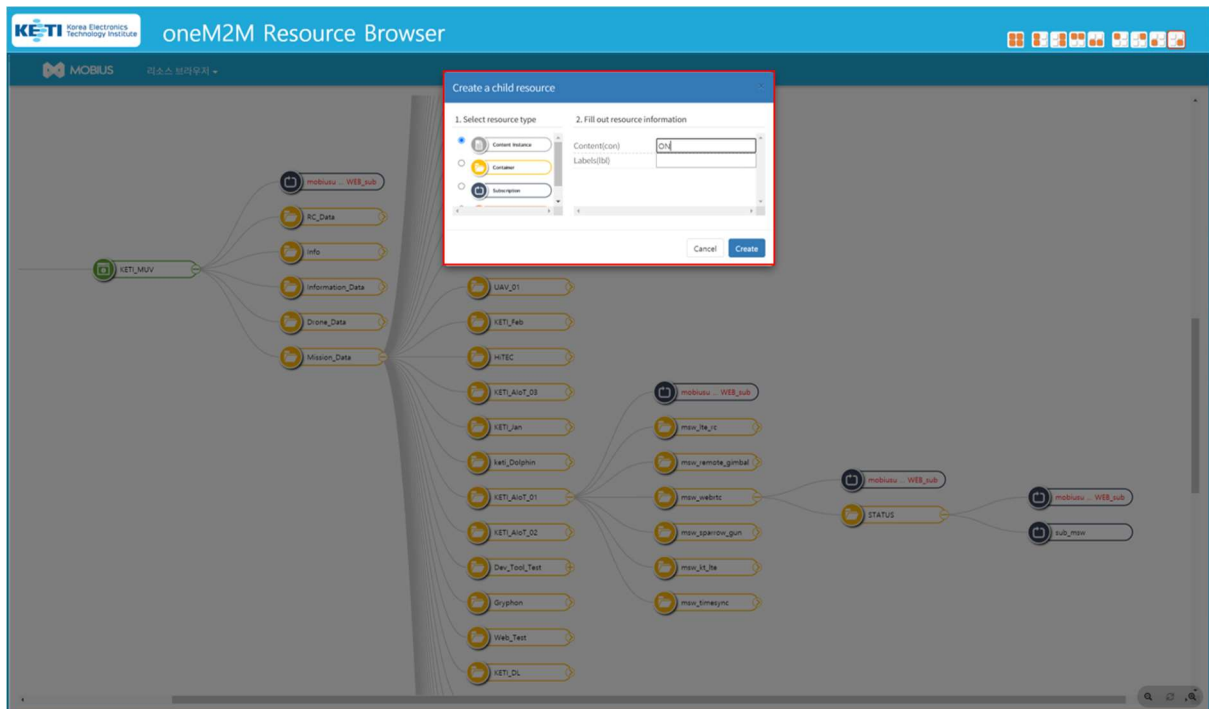 KETI Korea Electronics Technology Institute
oneM2M Resource Browser
MOBIUS
리소스 브라우저
Create a child resource
1. Select resource type
2. Fill out resource information
Content Instance
Container
Subscription
Content(con)
ON
Labels(lbl)
Cancel
Create
KETI_MUV
mobiusu ... WEB_sub
RC_Data
Info
Information_Data
Drone_Data
Mission_Data
UAV_01
KETI_Feb
HiTEC
KETI_AIoT_03
KETI_Jan
keti_Dolphin
KETI_AIoT_01
KETI_AIoT_02
Dev_Tool_Test
Gryphon
Web_Test
KETI_DL
mobiusu ... WEB_sub
msw_lte_rc
msw_remote_gimbal
msw_webrtc
msw_sparrow_gun
msw_kt_lte
msw_timesync
mobiusu ... WEB_sub
STATUS
mobiusu ... WEB_sub
sub_msw